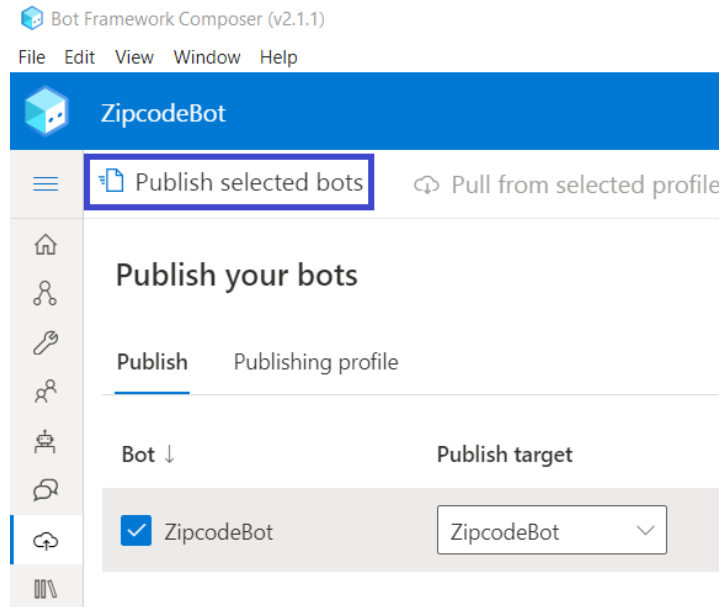 Bot Framework Composer (v2.1.1)
File Edit View Window Help
ZipcodeBot
Publish selected bots Pull from selected profile
Publish your bots
Publish Publishing profile
Bot ↓ Publish target
ZipcodeBot ZipcodeBot